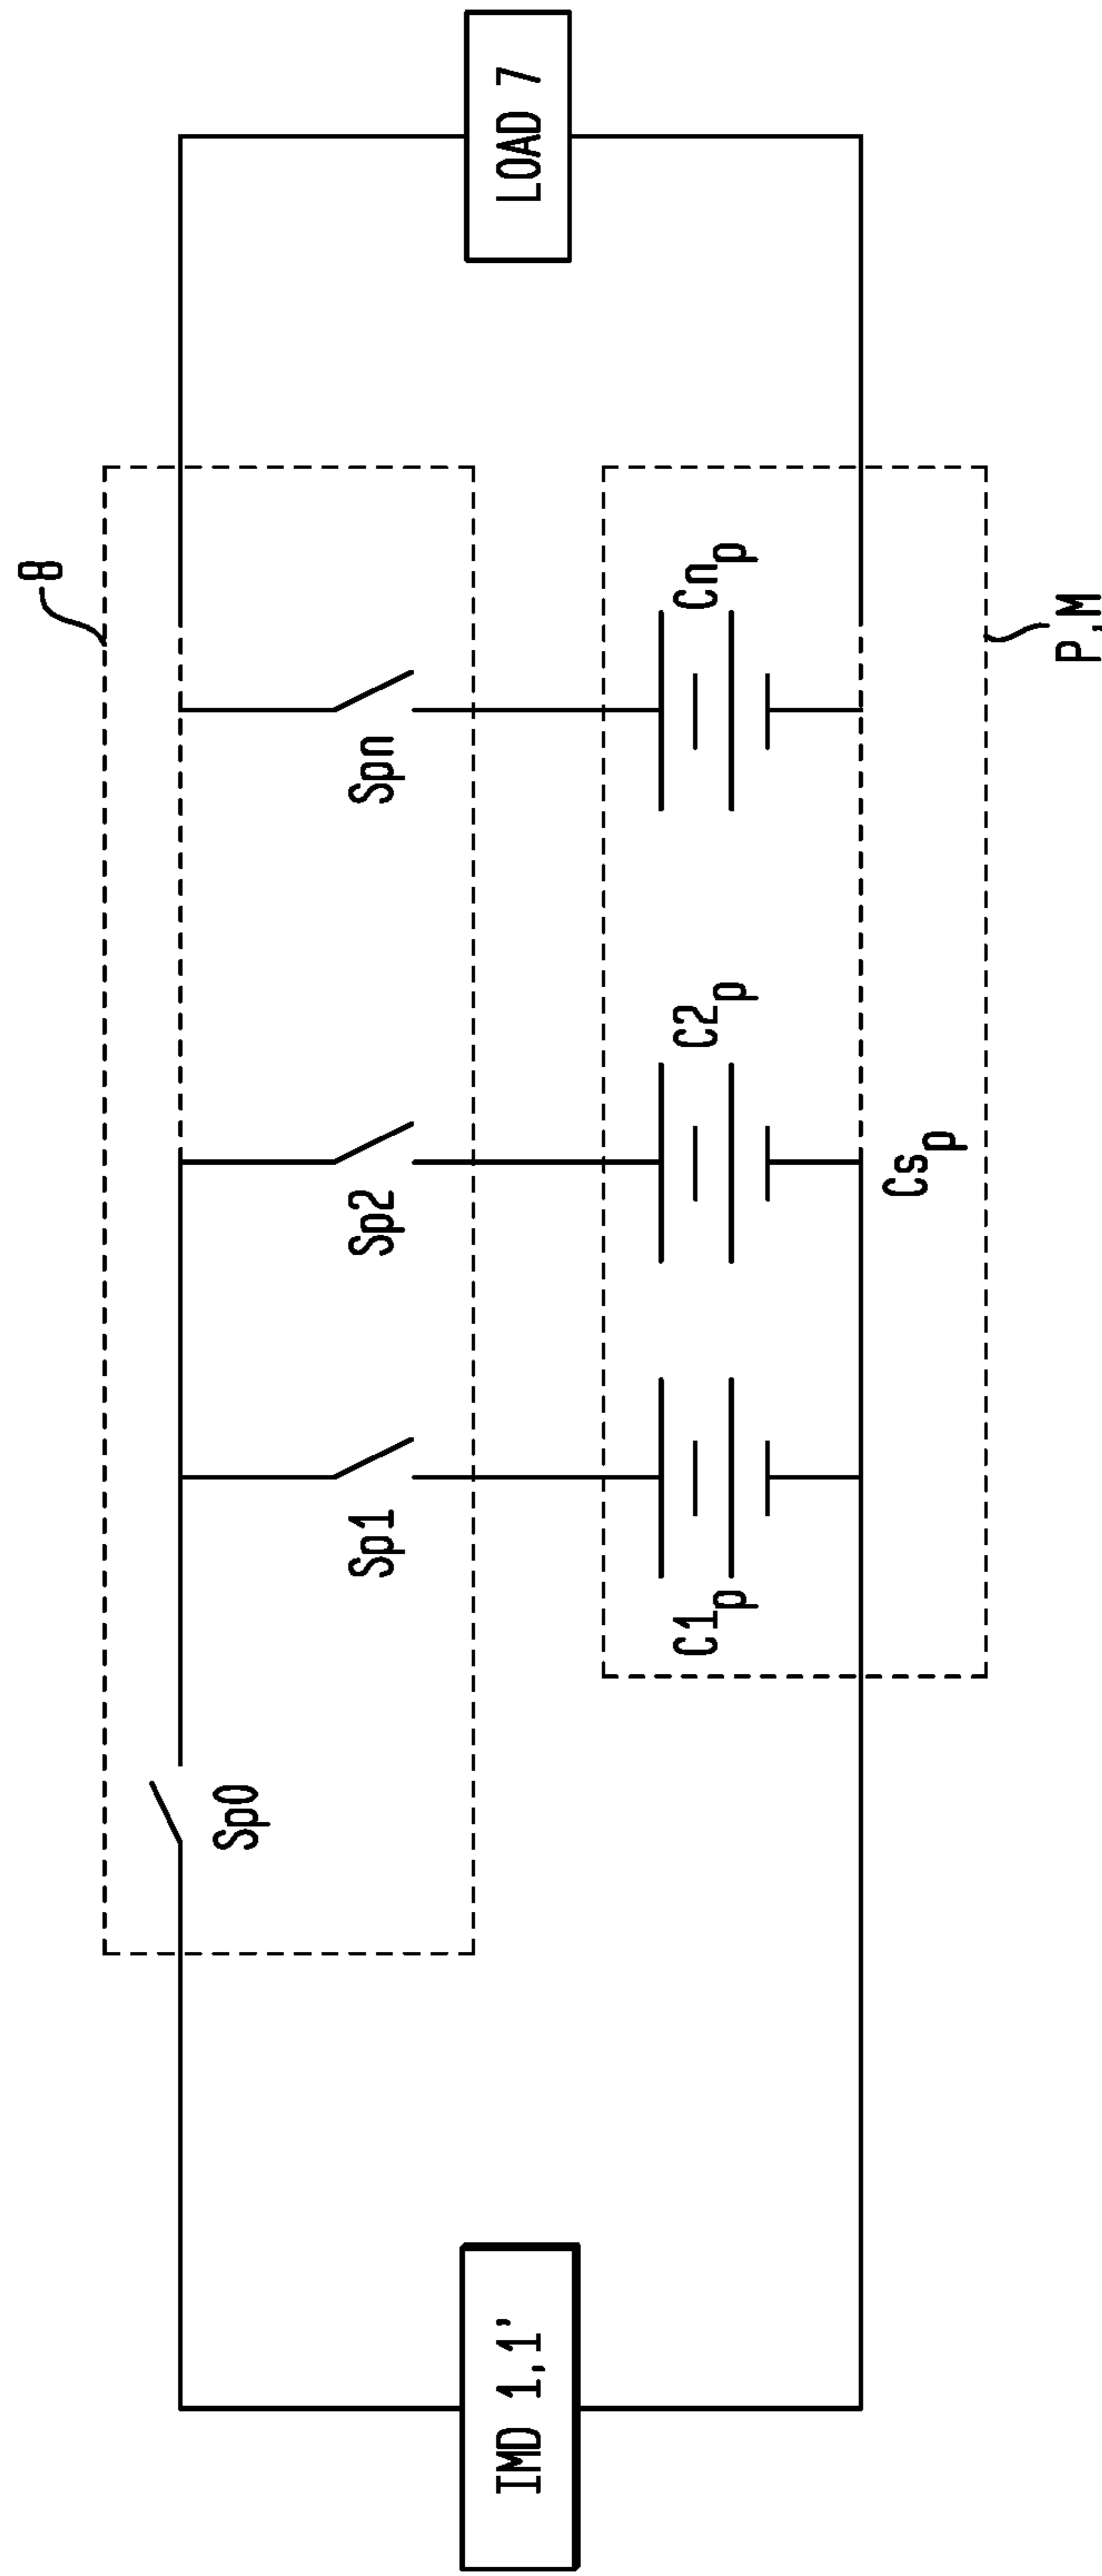 8
Sp0
Sp1
Sp2
Spn
IMD 1,1'
LOAD 7
C1p
C2p
Cnp
Csp
P,M